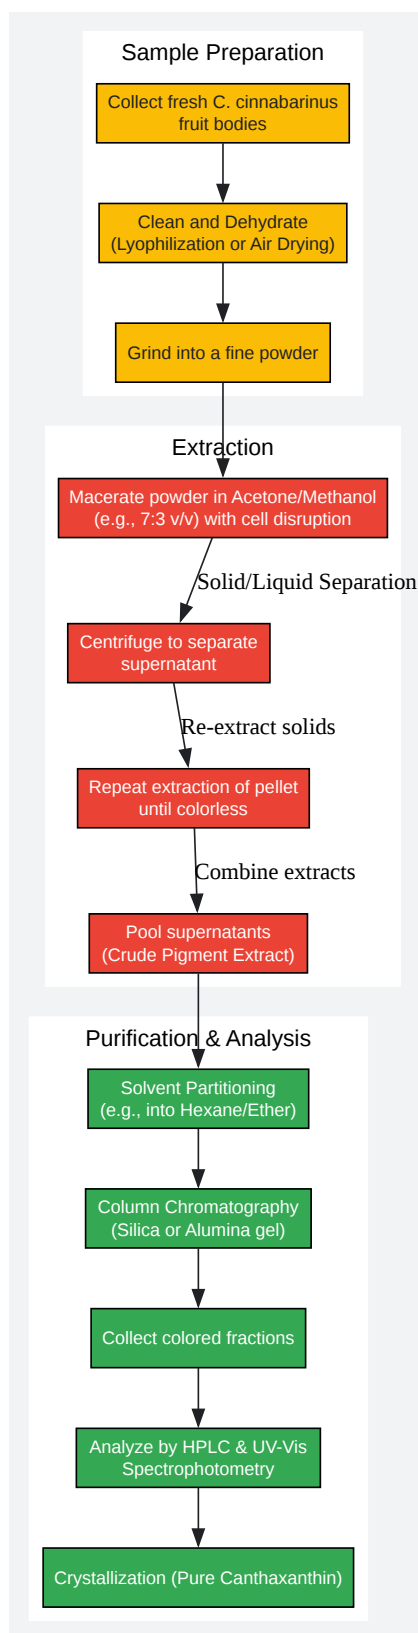 Sample Preparation
Collect fresh C. cinnabarinus
fruit bodies
Clean and Dehydrate
(Lyophilization or Air Drying)
Grind into a fine powder
Extraction
Macerate powder in Acetone/Methanol
(e.g., 7:3 v/v) with cell disruption
Solid/Liquid Separation
Centrifuge to separate
supernatant
Re-extract solids
Repeat extraction of pellet
until colorless
Combine extracts
Pool supernatants
(Crude Pigment Extract)
Purification & Analysis
Solvent Partitioning
(e.g., into Hexane/Ether)
Column Chromatography
(Silica or Alumina gel)
Collect colored fractions
Analyze by HPLC & UV-Vis
Spectrophotometry
Crystallization (Pure Canthaxanthin)